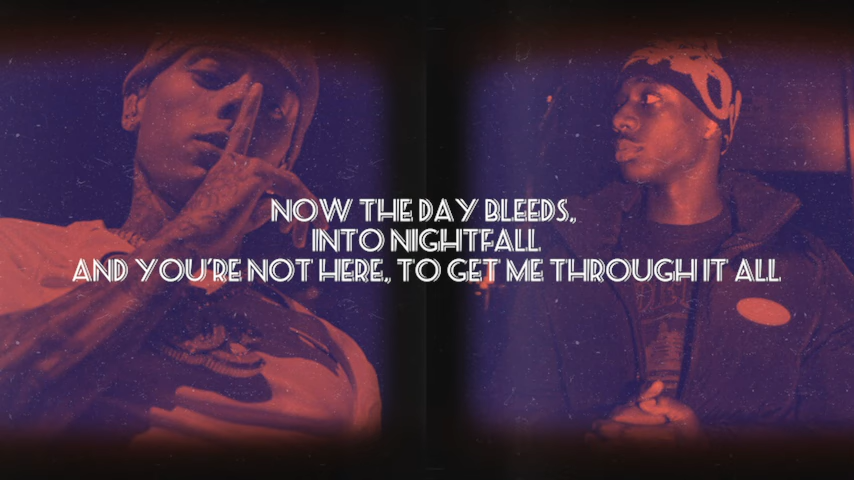 NOW THE DAY BLEEDS,
INTO NIGHTFALL
AND YOU'RE NOT HERE, TO GET ME THROUGH IT ALL